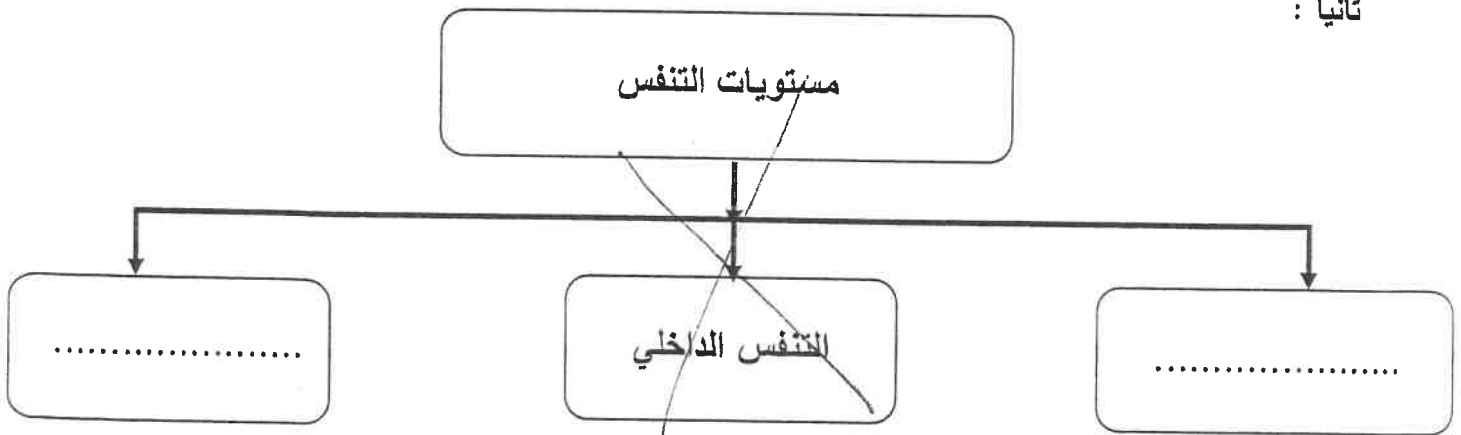 ثانيا :
مستويات التنفس
......................
التنفس الداخلي
......................